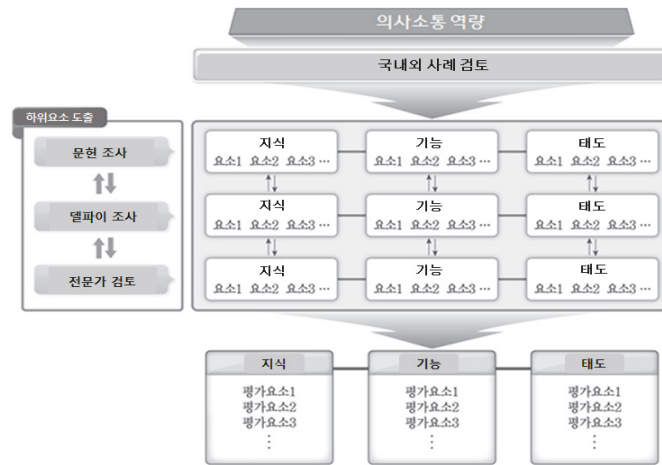 의사소통 역량
국내외 사례 검토
하위요소 도출
문헌 조사
델파이 조사
전문가 검토
지식
요소1 요소2 요소3 …
기능
요소1 요소2 요소3 …
태도
요소1 요소2 요소3 …
지식
요소1 요소2 요소3 …
기능
요소1 요소2 요소3 …
태도
요소1 요소2 요소3 …
지식
요소1 요소2 요소3 …
기능
요소1 요소2 요소3 …
태도
요소1 요소2 요소3 …
지식
평가요소1
평가요소2
평가요소3
⋮
기능
평가요소1
평가요소2
평가요소3
⋮
태도
평가요소1
평가요소2
평가요소3
⋮